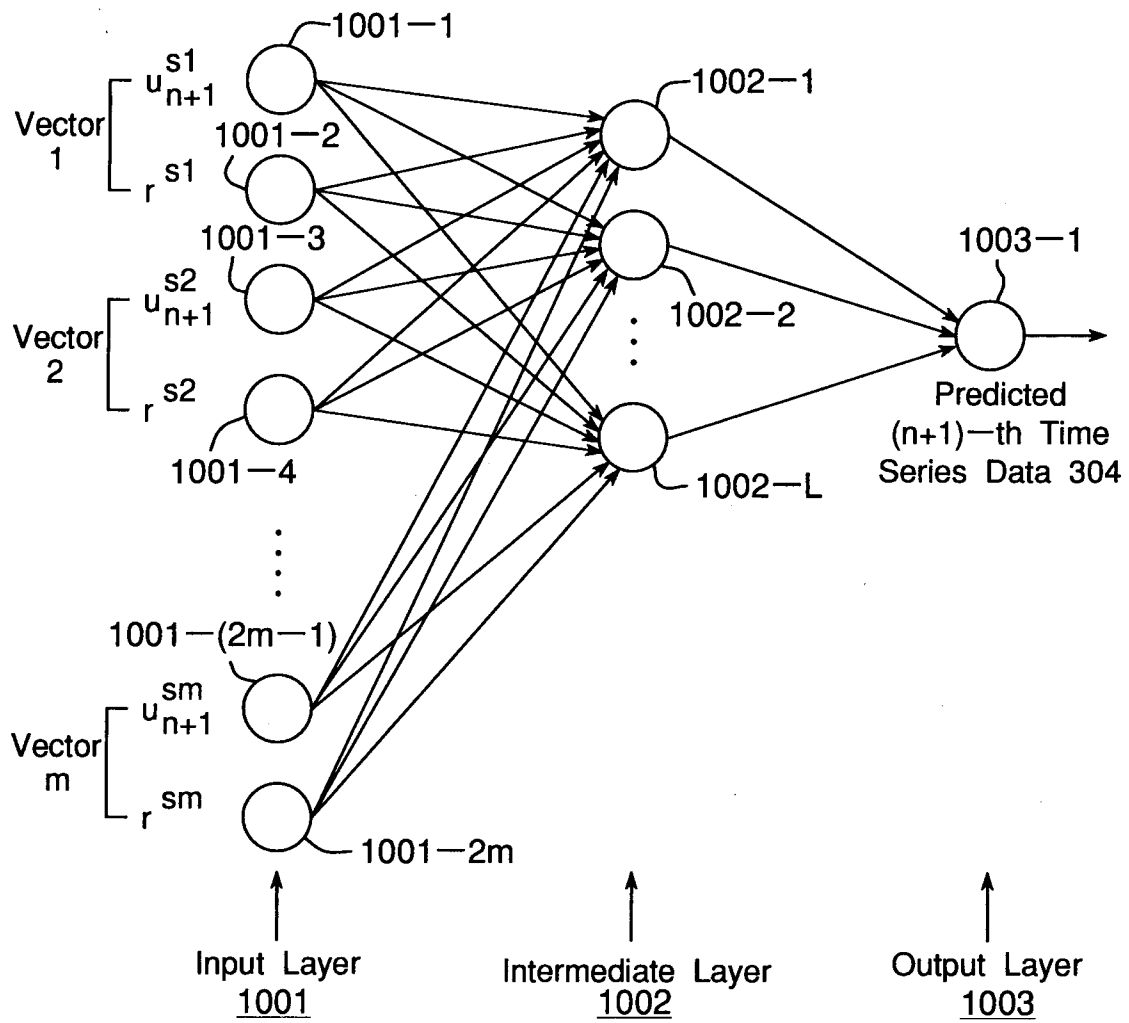 1001—1
u n+1 s1
Vector 1
1001—2
r s1
1001—3
u n+1 s2
Vector 2
r s2
1001—4
1001—(2m—1)
u n+1 sm
Vector m
r sm
1001—2m
1002—1
1002—2
1002—L
1003—1
Predicted
(n+1)—th Time
Series Data 304
Input Layer
1001
Intermediate Layer
1002
Output Layer
1003